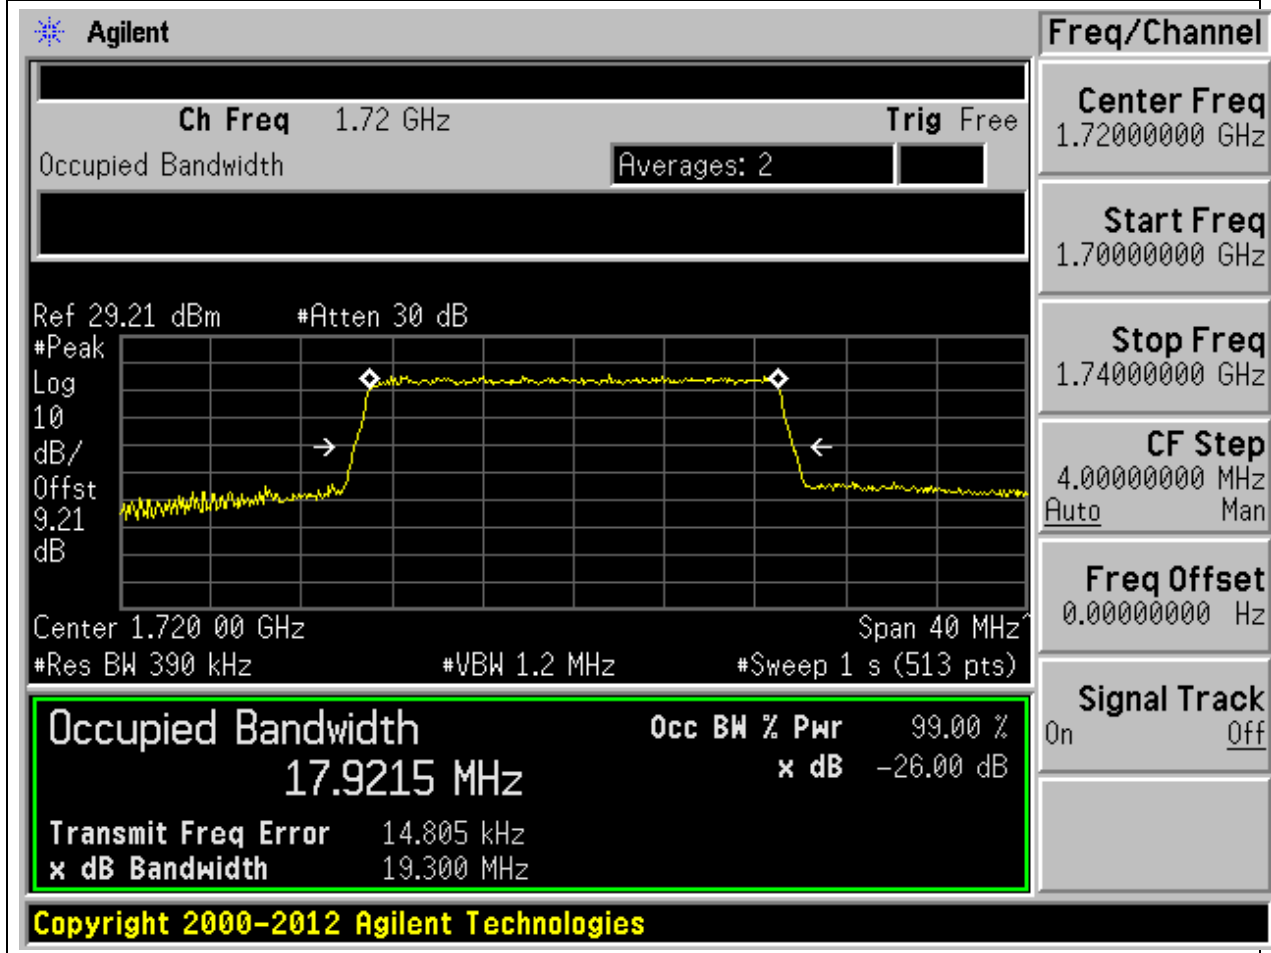 Agilent
Freq/Channel
Ch Freq 1.72 GHz Trig Free
Occupied Bandwidth Averages: 2
Center Freq
1.72000000 GHz
Start Freq
1.70000000 GHz
Stop Freq
1.74000000 GHz
CF Step
4.00000000 MHz
Auto Man
Freq Offset
0.00000000 Hz
Signal Track
On Off
Ref 29.21 dBm #Atten 30 dB
#Peak
Log
10
dB/
Offst
9.21
dB
Center 1.720 00 GHz Span 40 MHz^
#Res BW 390 kHz #VBW 1.2 MHz #Sweep 1 s (513 pts)
Occupied Bandwidth Occ BW % Pwr 99.00 %
17.9215 MHz x dB -26.00 dB
Transmit Freq Error 14.805 kHz
x dB Bandwidth 19.300 MHz
Copyright 2000-2012 Agilent Technologies